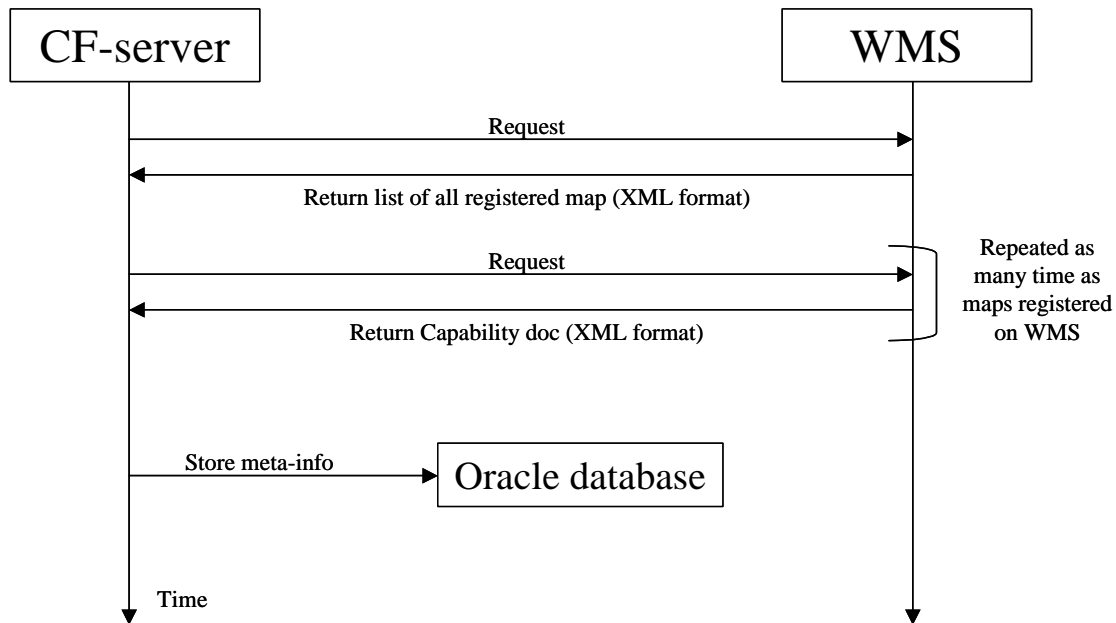 CF-server
WMS
Request
Return list of all registered map (XML format)
Request
Return Capability doc (XML format)
Repeated as
many time as
maps registered
on WMS
Store meta-info
Oracle database
Time